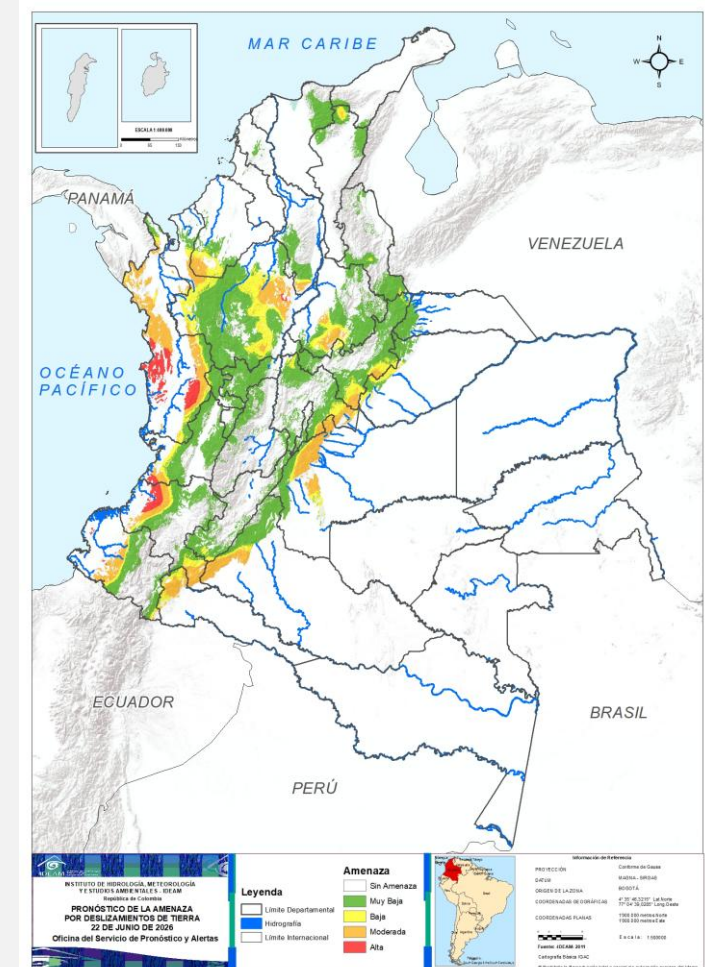 MAR CARIBE
N
W
E
S
PANAMÁ
VENEZUELA
OCÉANO
PACÍFICO
ECUADOR
BRASIL
PERÚ
IDEAM
INSTITUTO DE HIDROLOGÍA, METEOROLOGÍA
Y ESTUDIOS AMBIENTALES - IDEAM
República de Colombia
PRONÓSTICO DE LA AMENAZA
POR DESLIZAMIENTOS DE TIERRA
22 DE JUNIO DE 2026
Oficina del Servicio de Pronóstico y Alertas
Leyenda
Límite Departamental
Hidrografía
Límite Internacional
Amenaza
Sin Amenaza
Muy Baja
Baja
Moderada
Alta
Información de Referencia
PROYECCIÓN
Conforme de Gauss
DATUM
MAGNA - SIRGAS
ORIGEN DE LA ZONA
BOGOTÁ
COORDENADAS GEOGRÁFICAS
COORDENADAS PLANAS
Fuente: IDEAM 2011
Cartografía Básica IGAC